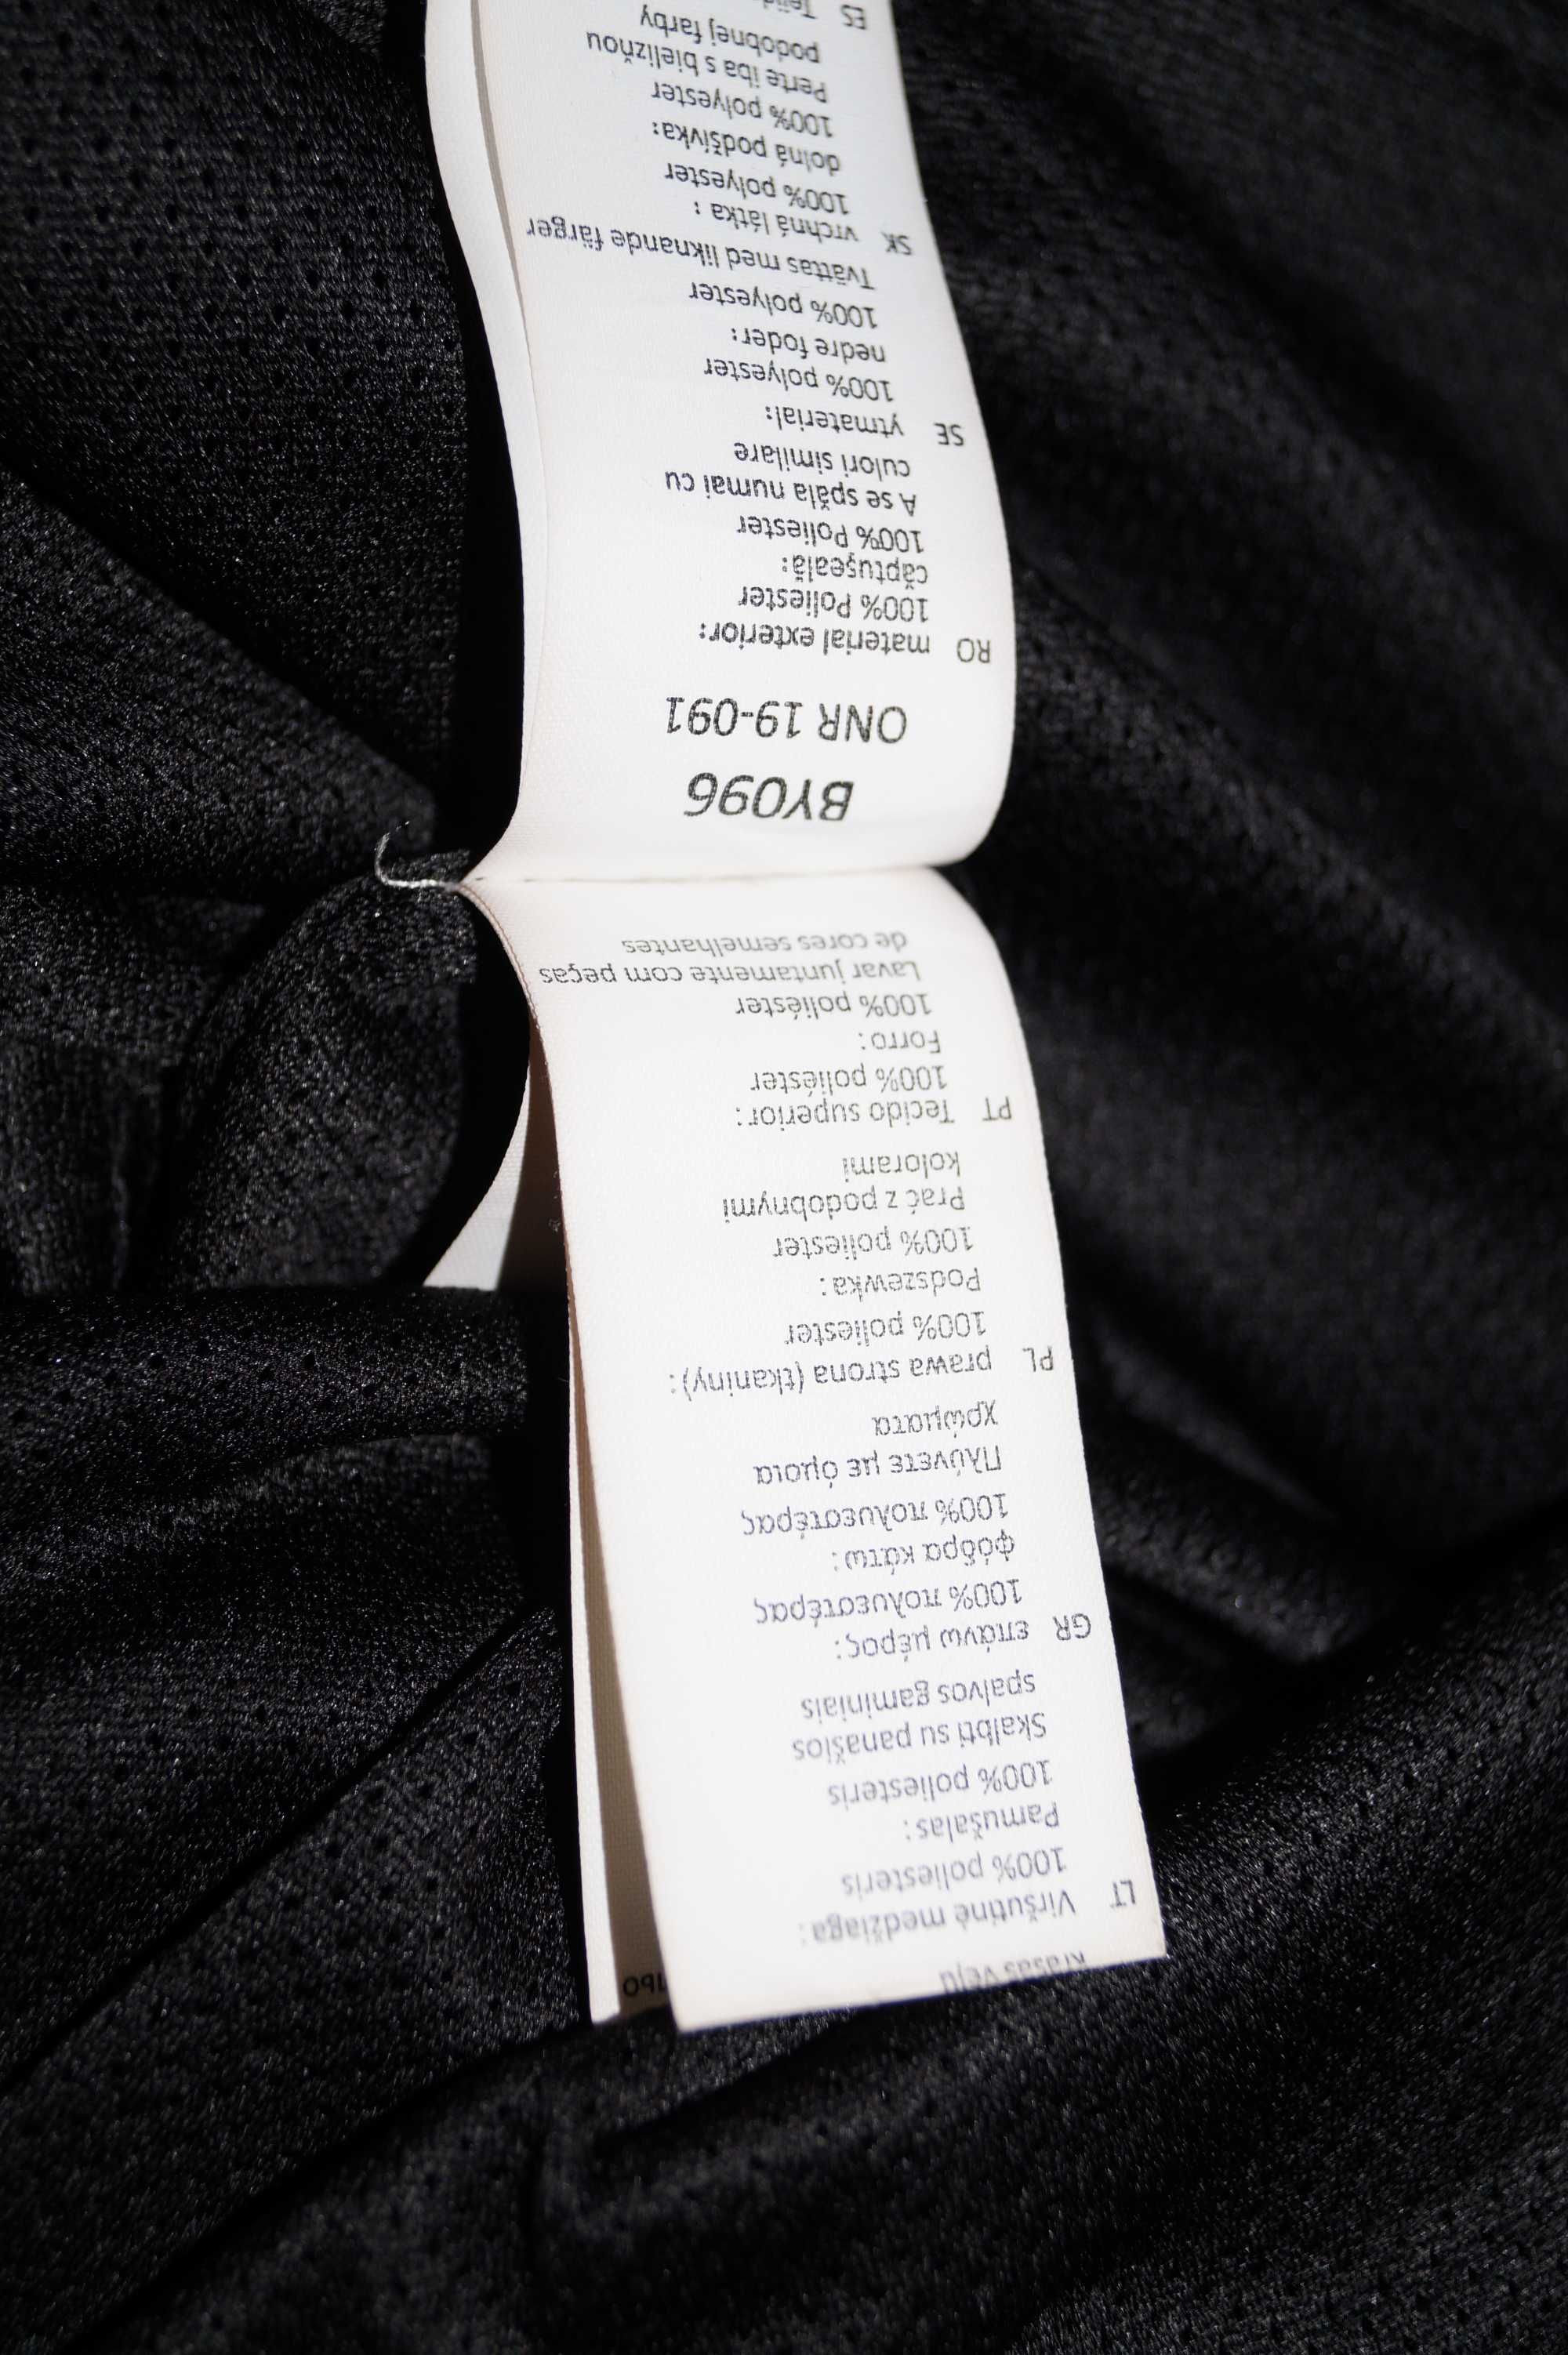 krāsas veļu
LT Viršutinė medžiaga:
100% poliesteris
Pamušalas:
100% poliesteris
Skalbti su panašios
spalvos gaminiais
GR επάνω μέρος:
100% πολυεστέρας
φόδρα κάτω:
100% πολυεστέρας
Πλύνετε με όμοια
χρώματα
PL prawa strona (tkaniny):
100% poliester
Podszewka:
100% poliester
Prać z podobnymi
kolorami
PT Tecido superior:
100% poliéster
Forro:
100% poliéster
Lavar juntamente com peças
de cores semelhantes
BY096
ONR 19-091
RO material exterior:
100% Poliester
căptuşeală:
100% Poliester
A se spăla numai cu
culori similare
SE ytmaterial:
100% polyester
nedre foder:
100% polyester
Tvättas med liknande färger
SK vrchná látka :
100% polyester
dolná podšívka:
100% polyester
Perte iba s bielizňou
podobnej farby
ES